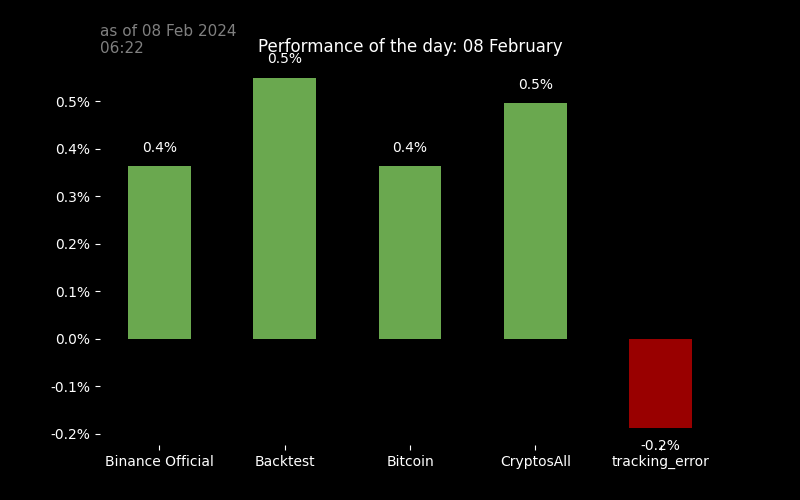 as of 08 Feb 2024
06:22
Performance of the day: 08 February
0.5%
0.5%
0.5%
0.4%
0.4%
0.4%
0.3%
0.2%
0.1%
0.0%
-0.1%
-0.2%
-0.2%
Binance Official
Backtest
Bitcoin
CryptosAll
tracking_error